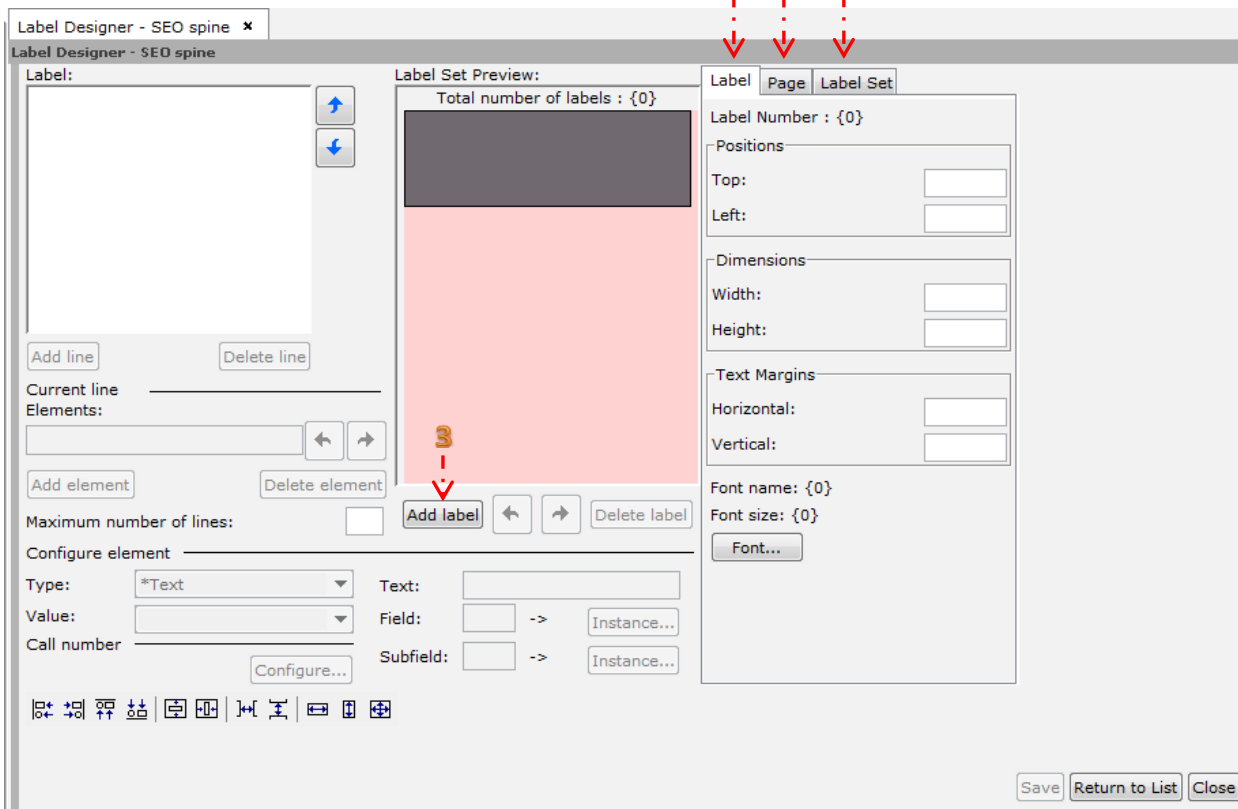 Label Designer - SEO spine
Label Designer - SEO spine
Label:
Add line
Delete line
Current line
Elements:
Add element
Delete element
Maximum number of lines:
Label Set Preview:
Total number of labels : {0}
3
Add label
Delete label
Configure element
Type:
*Text
Value:
Call number
Configure...
Text:
Field:
->
Instance...
Subfield:
->
Instance...
Label
Page
Label Set
Label Number : {0}
Positions
Top:
Left:
Dimensions
Width:
Height:
Text Margins
Horizontal:
Vertical:
Font name: {0}
Font size: {0}
Font...
Save
Return to List
Close